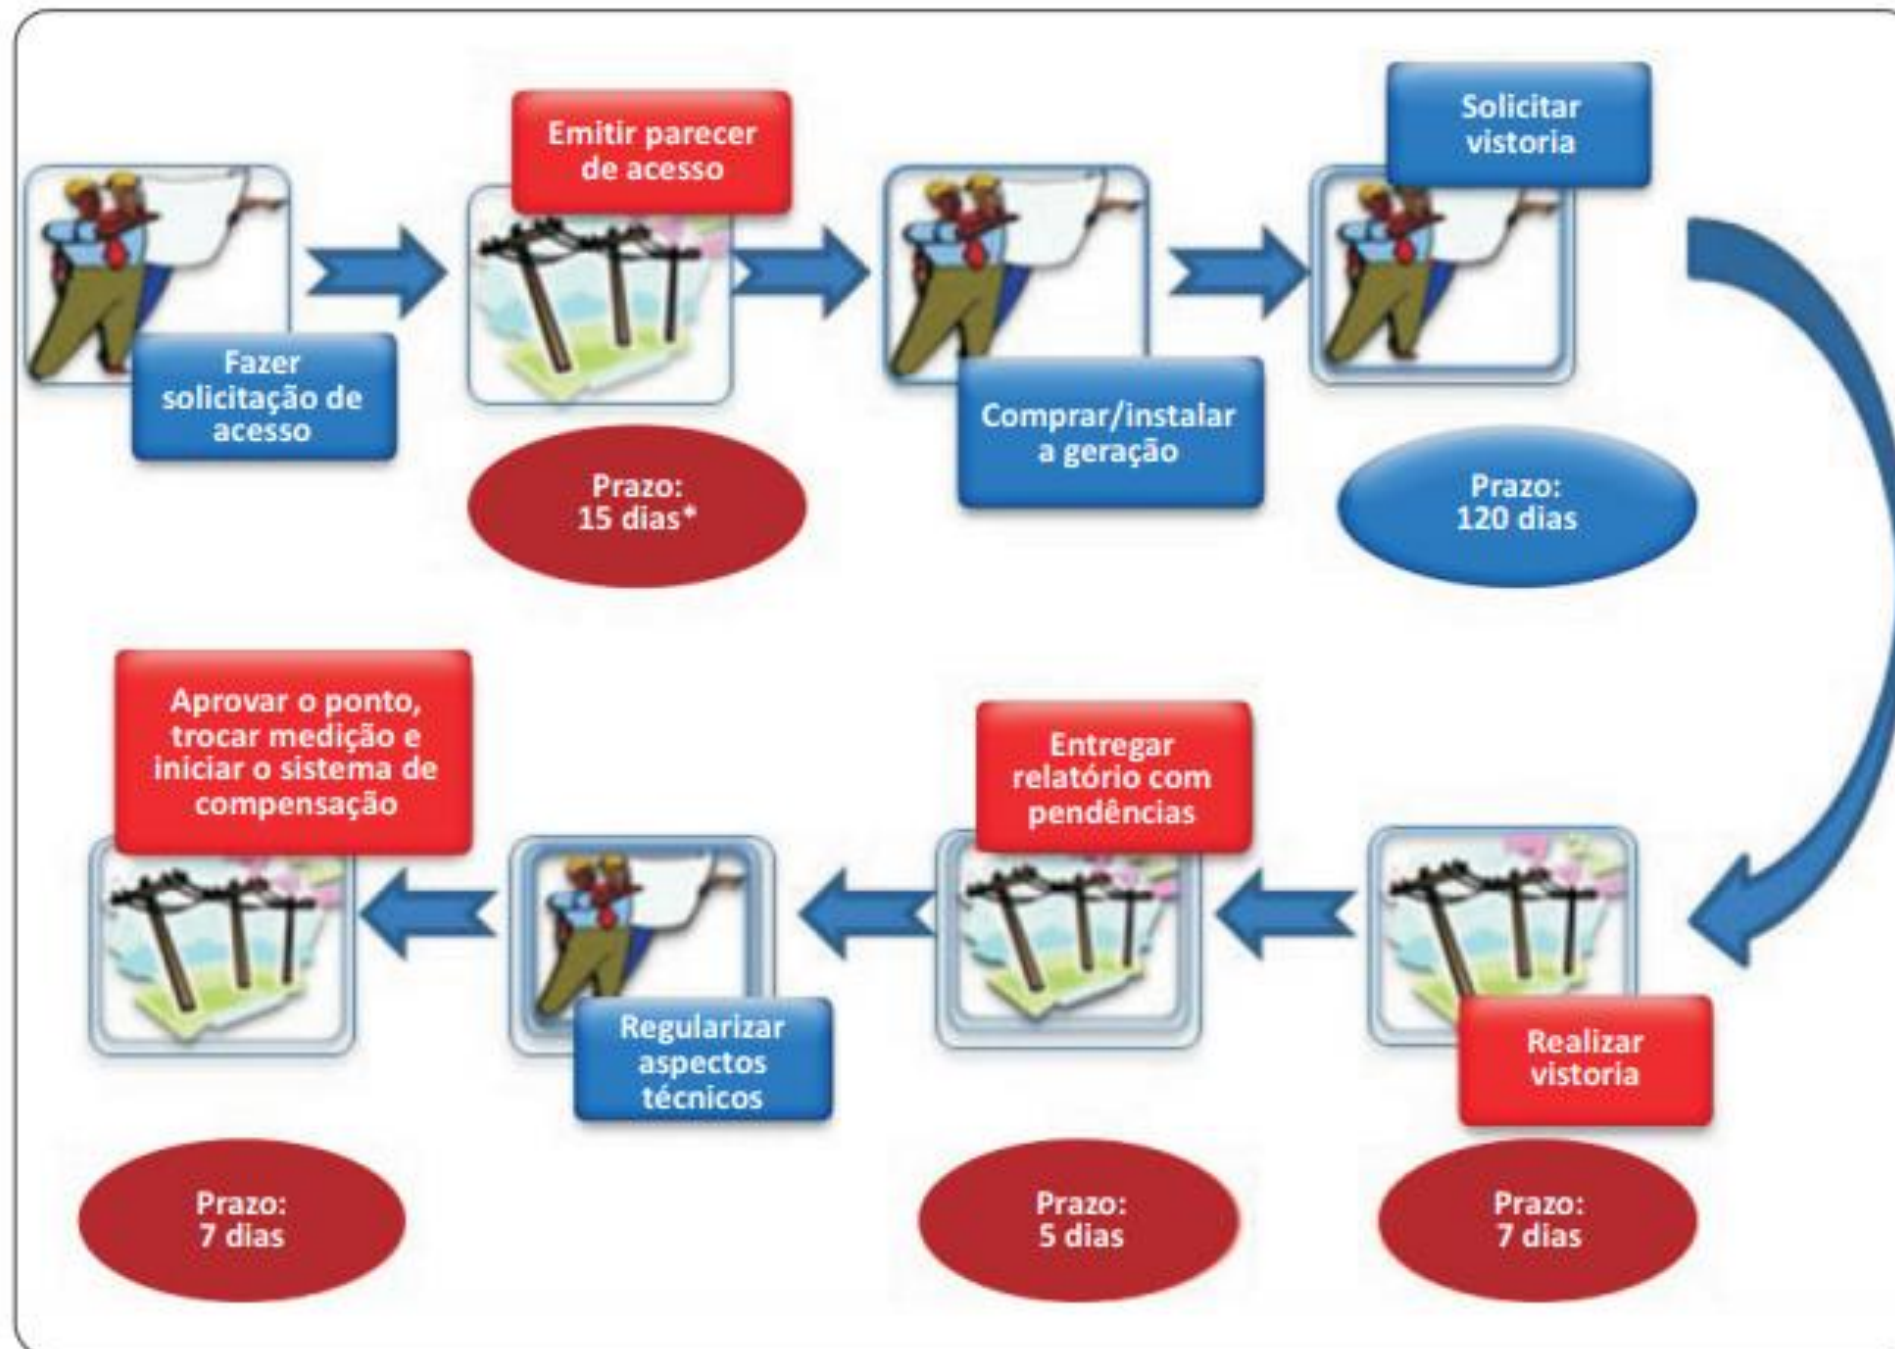 Fazer
solicitação de
acesso
Emitir parecer
de acesso
Prazo:
15 dias*
Comprar/instalar
a geração
Solicitar
vistoria
Prazo:
120 dias
Realizar
vistoria
Prazo:
7 dias
Entregar
relatório com
pendências
Prazo:
5 dias
Regularizar
aspectos
técnicos
Aprovar o ponto,
trocar medição e
iniciar o sistema de
compensação
Prazo:
7 dias